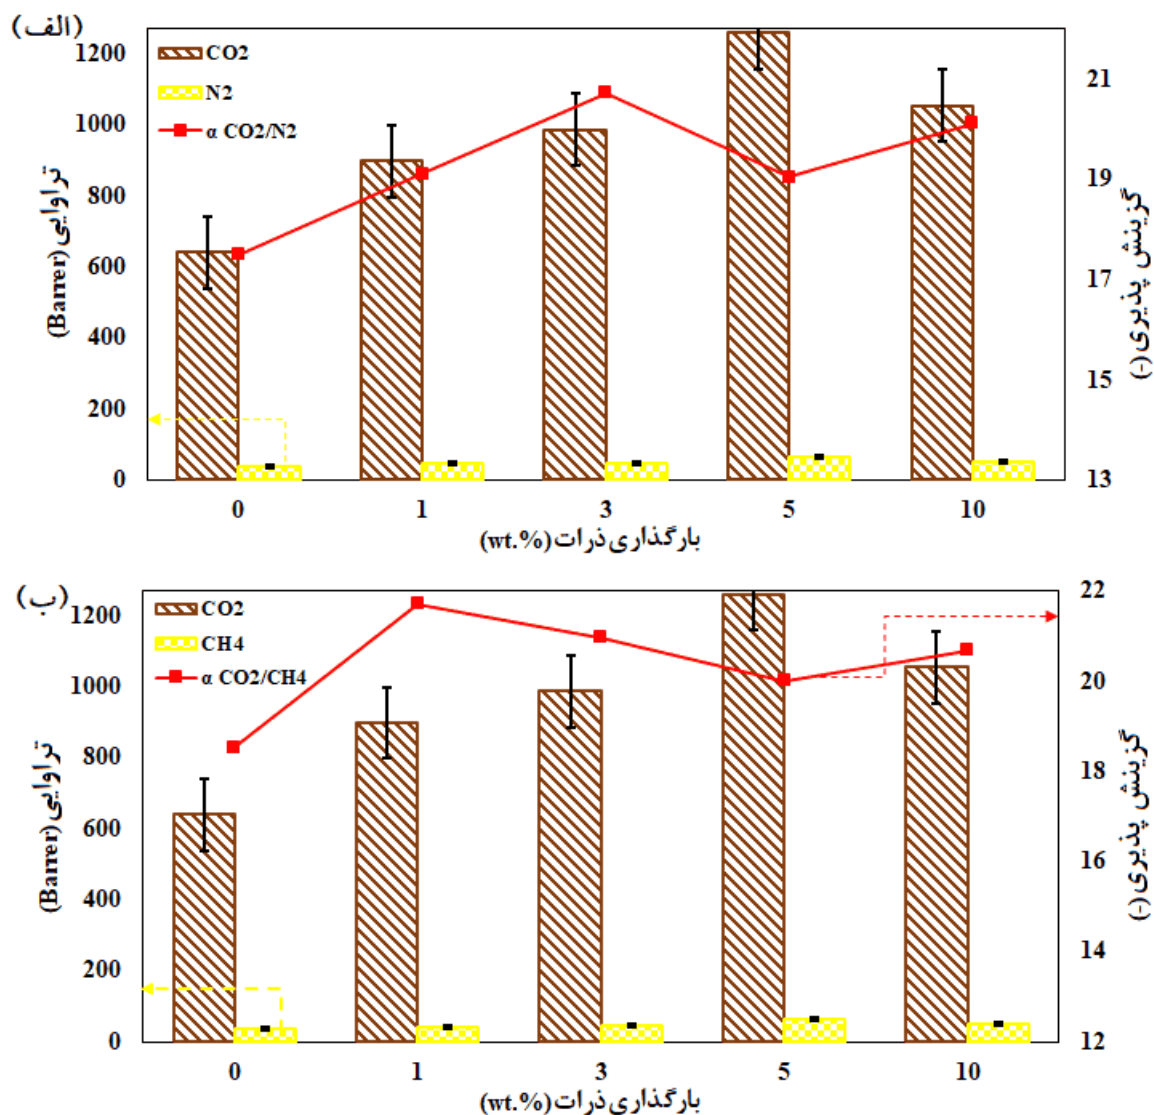 (الف)
CO2
N2
α CO2/N2
1200
1000
800
600
400
200
0
تراوایی (Barrer)
21
19
17
15
13
گزینش پذیری (-)
0 1 3 5 10
بارگذاری ذرات (wt.%)
(ب)
CO2
CH4
α CO2/CH4
1200
1000
800
600
400
200
0
تراوایی (Barrer)
22
20
18
16
14
12
گزینش پذیری (-)
0 1 3 5 10
بارگذاری ذرات (wt.%)